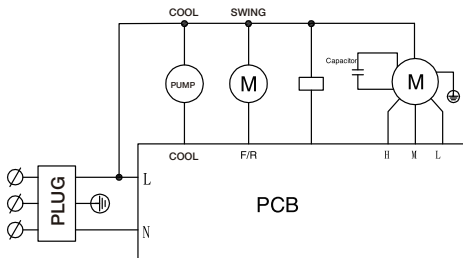 COOL SWING
Capacitor
PUMP M M
COOL F/R H M L
PLUG L
PCB
N